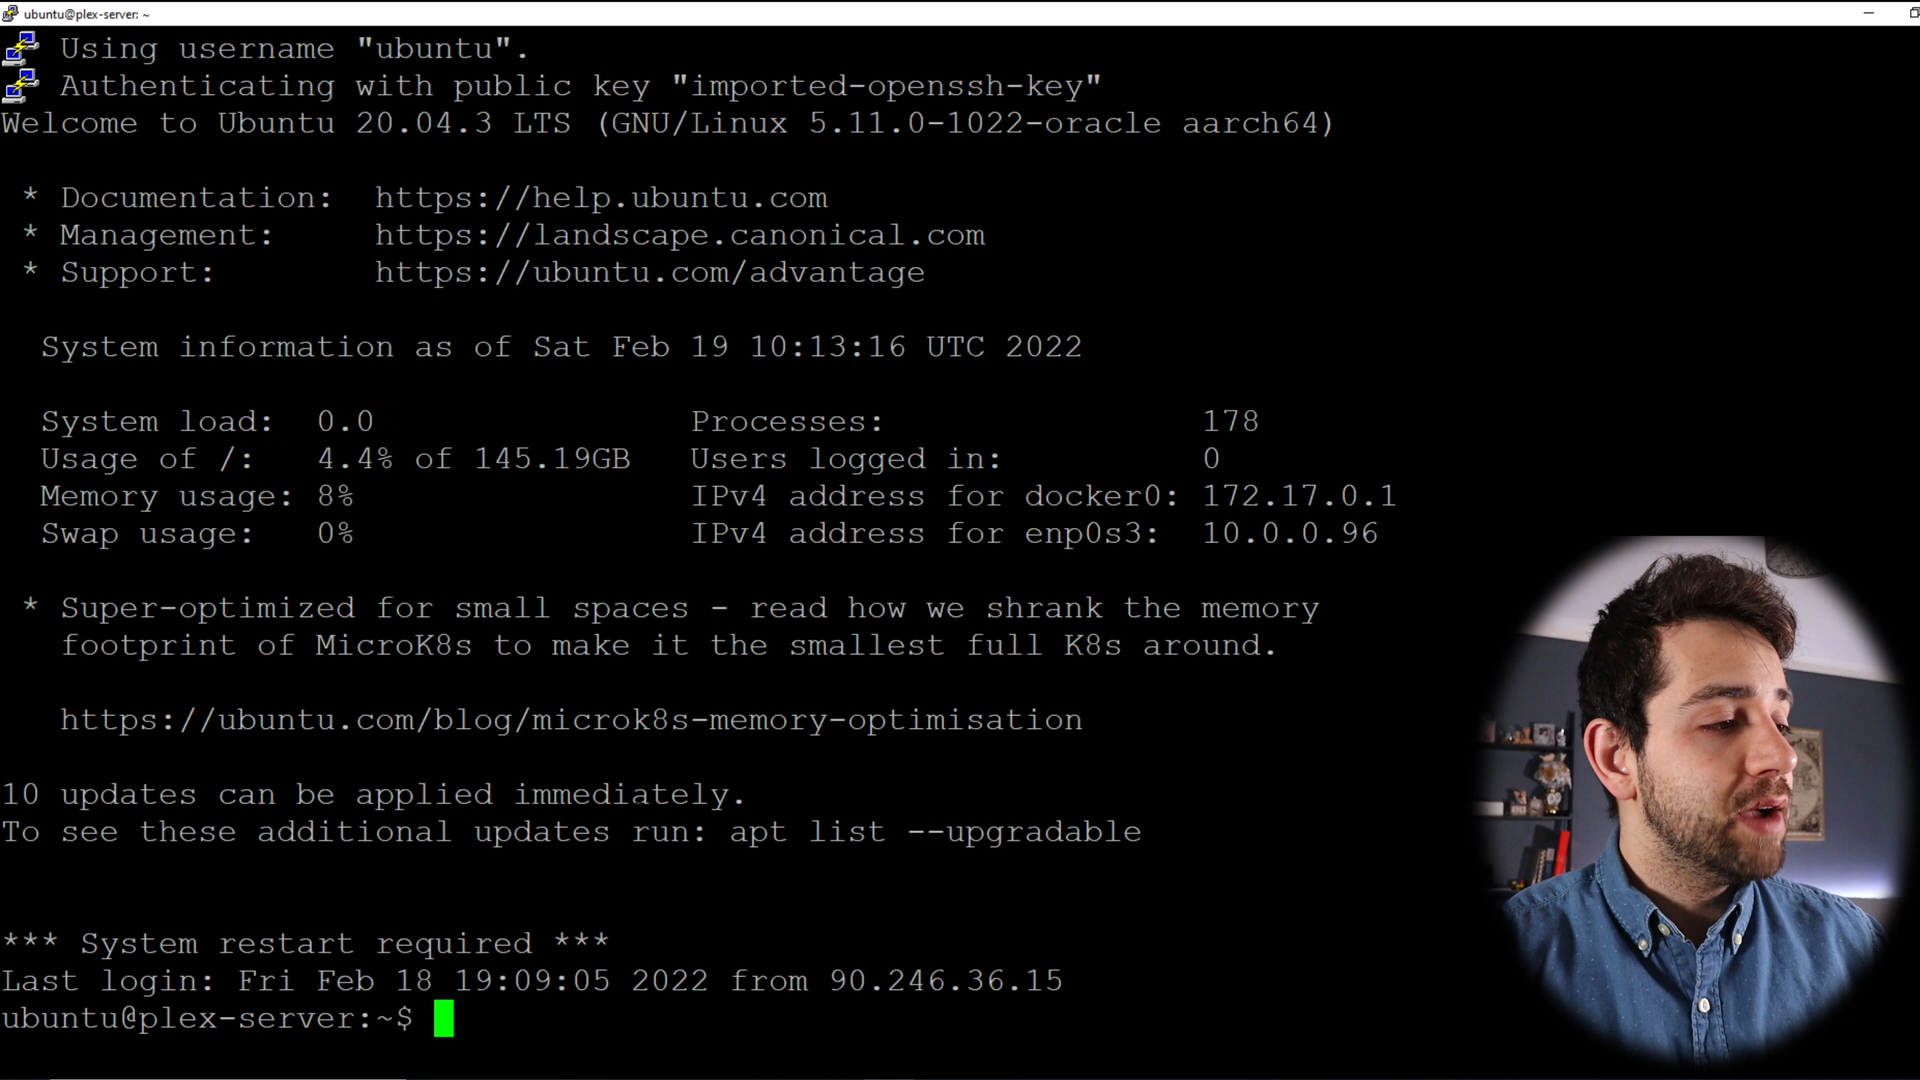 ubuntu@plex-server: ~
Using username "ubuntu".
Authenticating with public key "imported-openssh-key"
Welcome to Ubuntu 20.04.3 LTS (GNU/Linux 5.11.0-1022-oracle aarch64)
* Documentation: https://help.ubuntu.com
* Management: https://landscape.canonical.com
* Support: https://ubuntu.com/advantage
System information as of Sat Feb 19 10:13:16 UTC 2022
System load: 0.0 Processes: 178
Usage of /: 4.4% of 145.19GB Users logged in: 0
Memory usage: 8% IPv4 address for docker0: 172.17.0.1
Swap usage: 0% IPv4 address for enp0s3: 10.0.0.96
* Super-optimized for small spaces - read how we shrank the memory
footprint of MicroK8s to make it the smallest full K8s around.
https://ubuntu.com/blog/microk8s-memory-optimisation
10 updates can be applied immediately.
To see these additional updates run: apt list --upgradable
*** System restart required ***
Last login: Fri Feb 18 19:09:05 2022 from 90.246.36.15
ubuntu@plex-server:~$